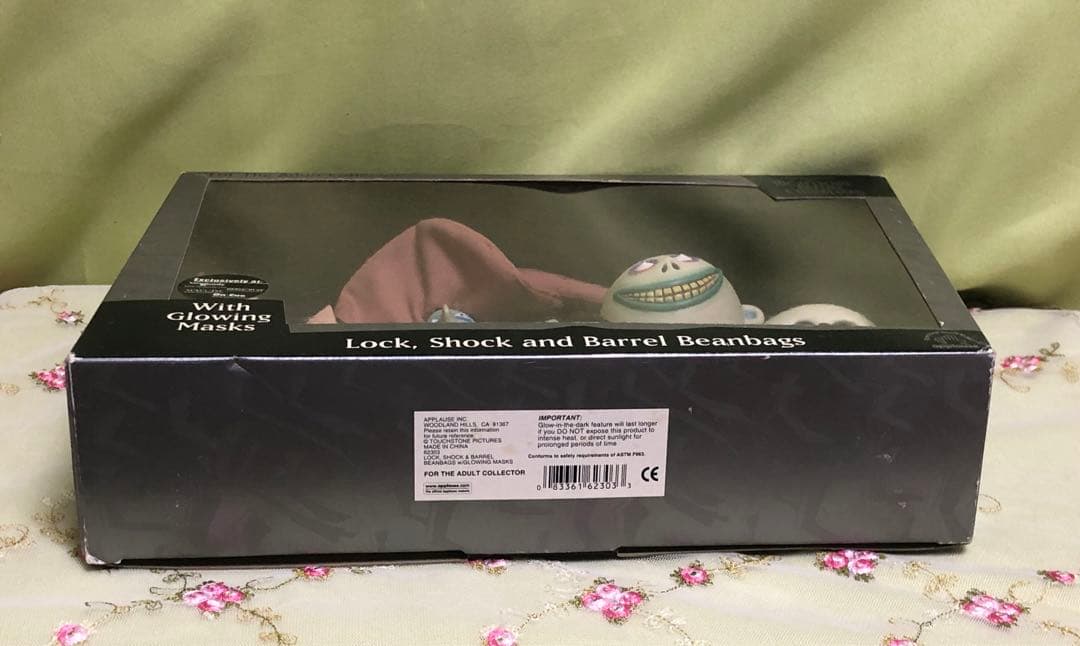 Exclusively at:
With
Glowing
Masks
Lock, Shock and Barrel Beanbags
APPLAUSE INC.
WOODLAND HILLS, CA 91367
Please retain this information
for future reference.
© TOUCHSTONE PICTURES
MADE IN CHINA
62303
LOCK, SHOCK & BARREL
BEANBAGS w/GLOWING MASKS
FOR THE ADULT COLLECTOR
www.applause.com
IMPORTANT:
Glow-in-the-dark feature will last longer
if you DO NOT expose this product to
intense heat, or direct sunlight for
prolonged periods of time
Conforms to safety requirements of ASTM F963.
0 83361 62303 3
CE